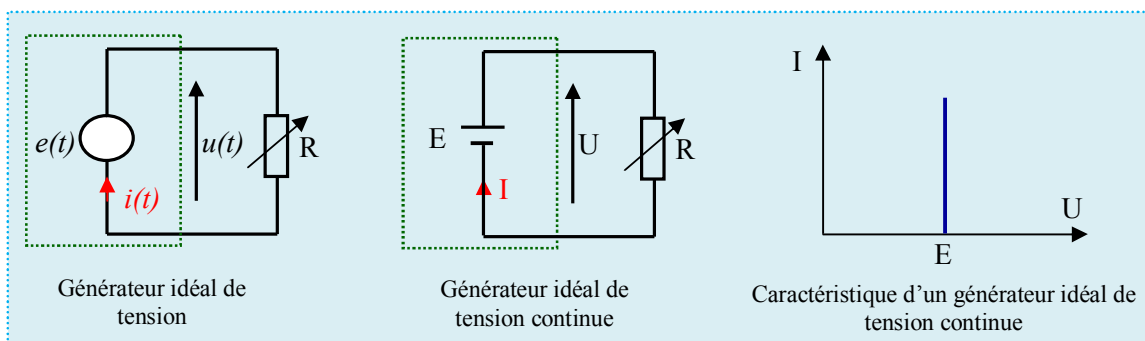 e(t)
i(t)
u(t)
R
Générateur idéal de
tension
E
I
U
R
Générateur idéal de
tension continue
I
U
E
Caractéristique d’un générateur idéal de
tension continue